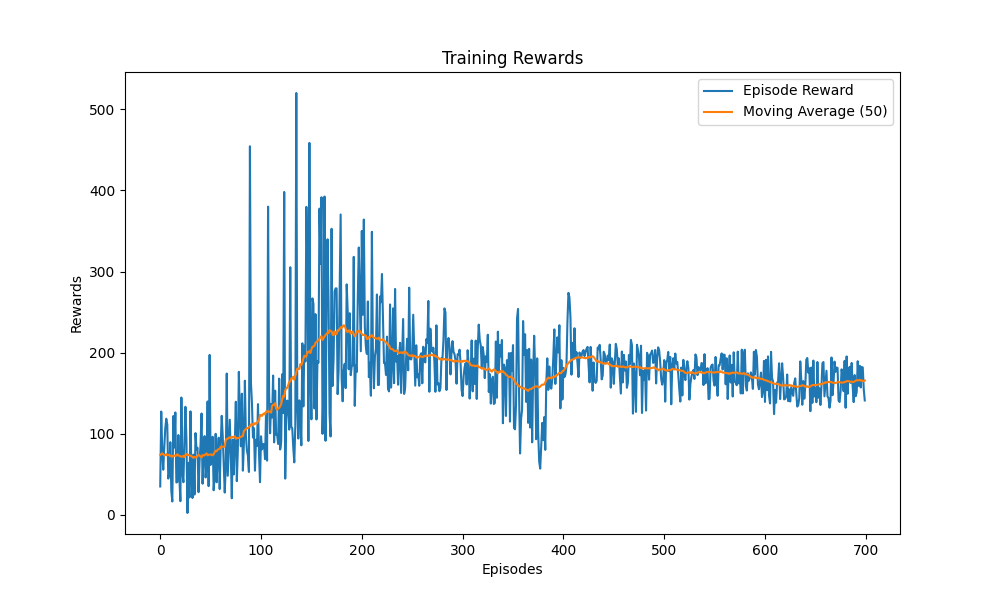 Training Rewards
Episode Reward
Moving Average (50)
Rewards
500
400
300
200
100
0
0 100 200 300 400 500 600 700
Episodes